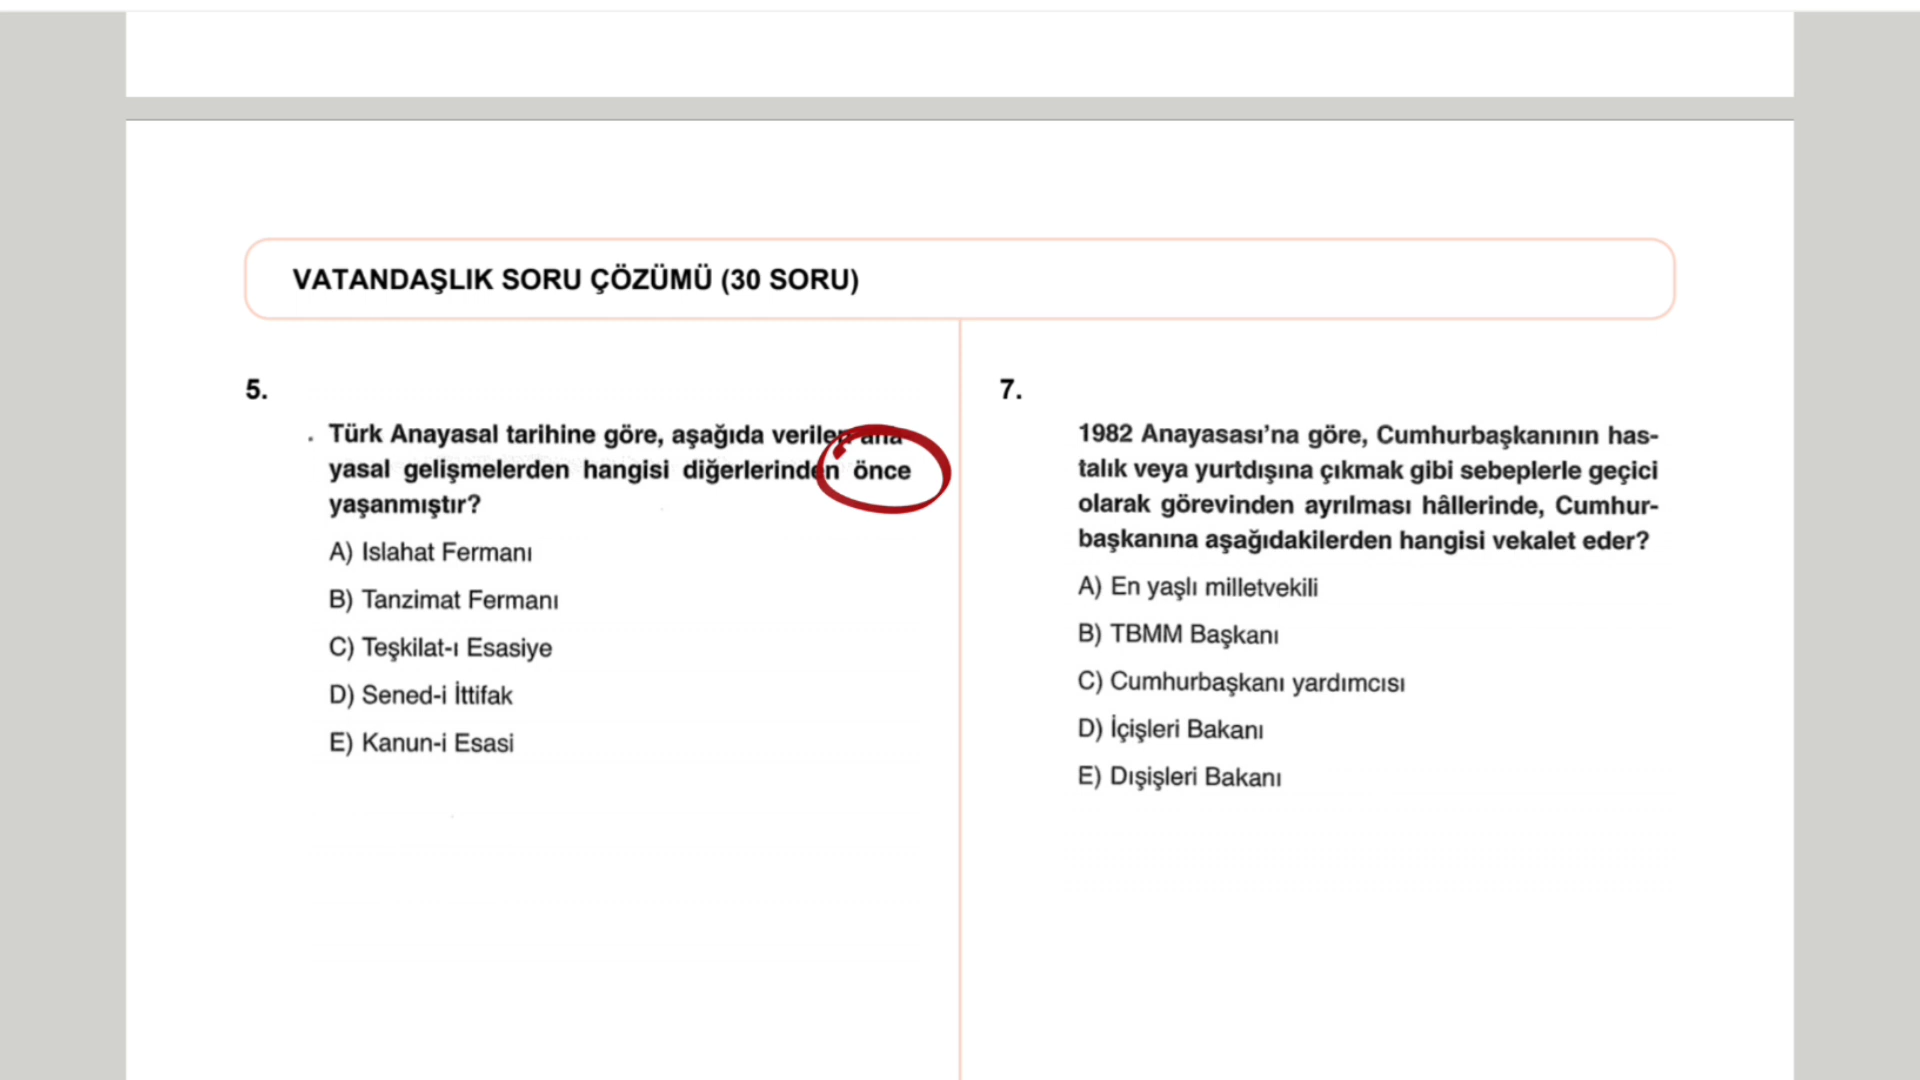 VATANDAŞLIK SORU ÇÖZÜMÜ (30 SORU)
5.
Türk Anayasal tarihine göre, aşağıda verilen ana-
yasal gelişmelerden hangisi diğerlerinden önce
yaşanmıştır?
A) Islahat Fermanı
B) Tanzimat Fermanı
C) Teşkilat-ı Esasiye
D) Sened-i İttifak
E) Kanun-i Esasi
7.
1982 Anayasası'na göre, Cumhurbaşkanının has-
talık veya yurtdışına çıkmak gibi sebeplerle geçici
olarak görevinden ayrılması hâllerinde, Cumhur-
başkanına aşağıdakilerden hangisi vekalet eder?
A) En yaşlı milletvekili
B) TBMM Başkanı
C) Cumhurbaşkanı yardımcısı
D) İçişleri Bakanı
E) Dışişleri Bakanı